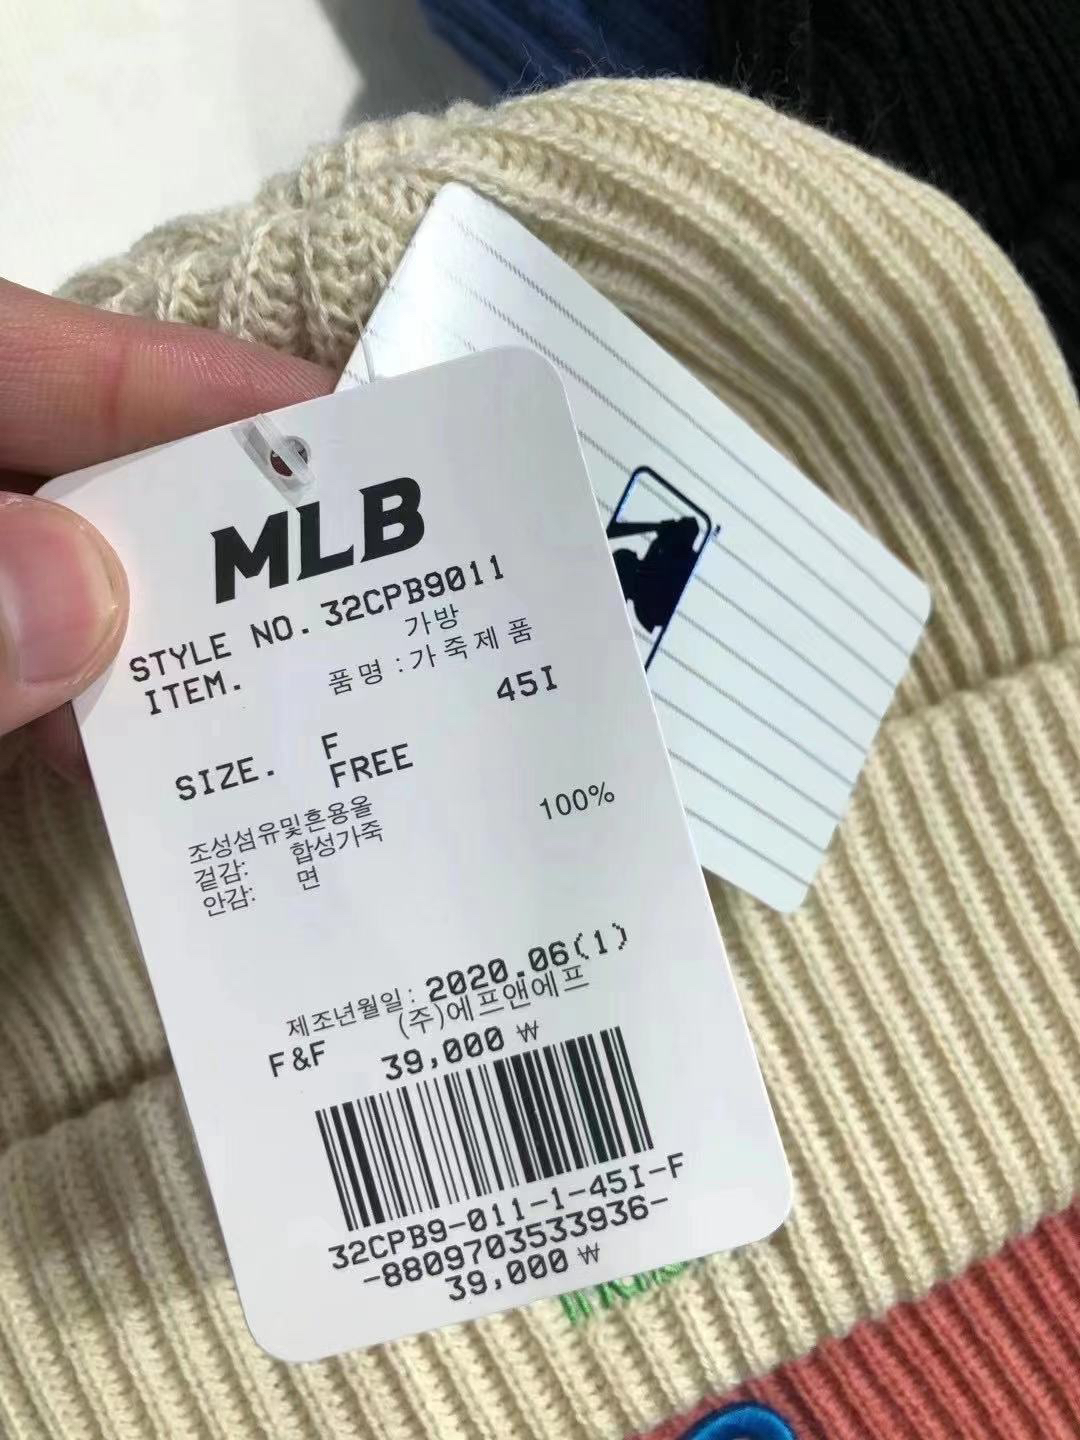 MLB
STYLE NO. 32CPB9011
가방
ITEM. 품명 : 가죽제품
45I
SIZE. F
FREE
조성섬유및혼용율
겉감: 합성가죽 100%
안감: 면
제조년월일: 2020.06(1)
(주)에프앤에프
F&F 39,000 ₩
32CPB9-011-1-45I-F
-8809703533936-
39,000 ₩